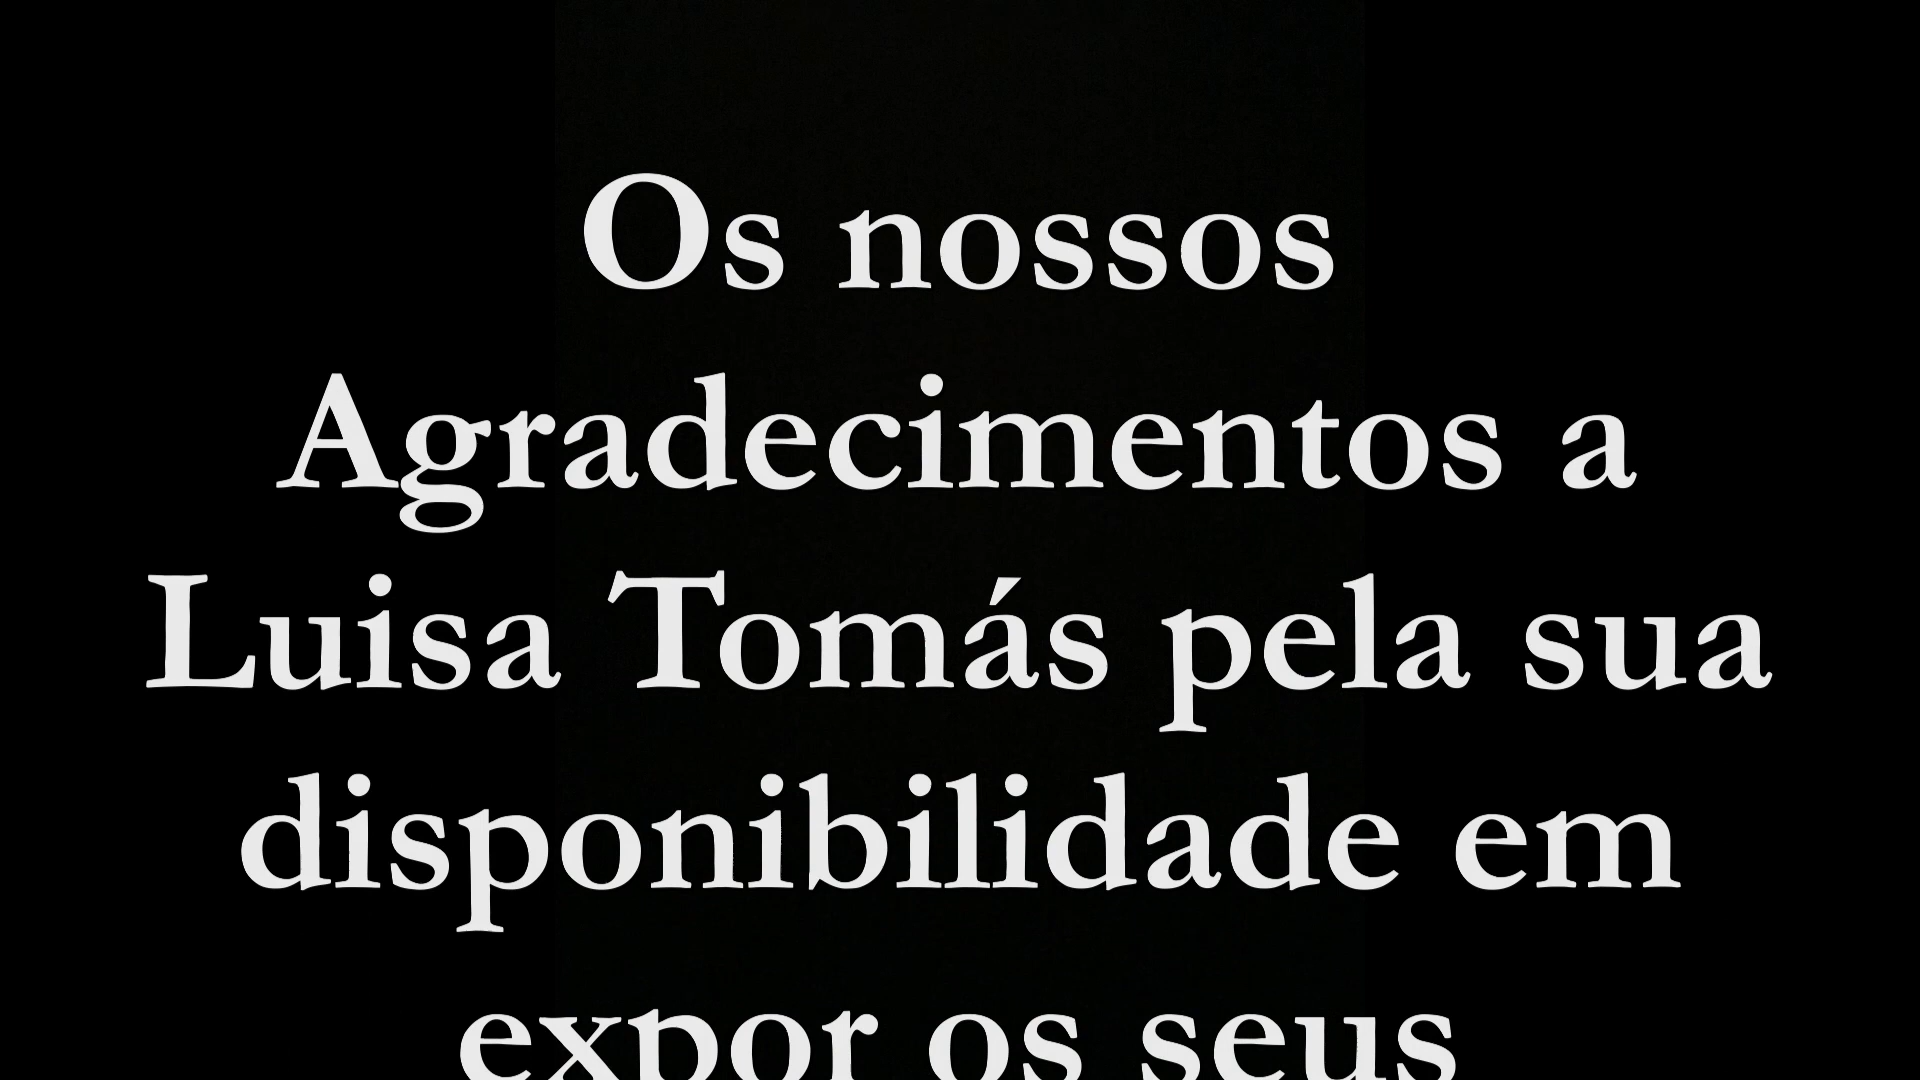 Os nossos
Agradecimentos a
Luisa Tomás pela sua
disponibilidade em
expor os seus